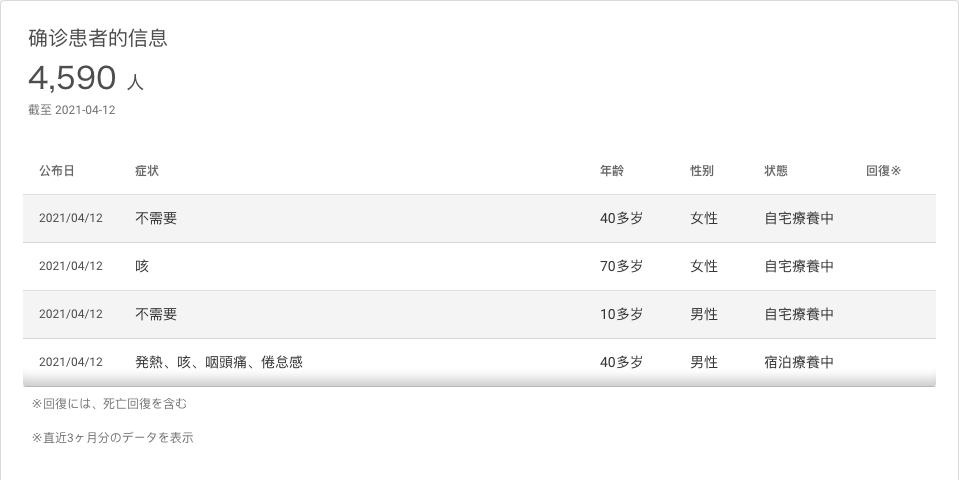 确诊患者的信息
4,590 人
截至 2021-04-12
公布日 症状 年龄 性别 状態 回復※
2021/04/12 不需要 40多岁 女性 自宅療養中
2021/04/12 咳 70多岁 女性 自宅療養中
2021/04/12 不需要 10多岁 男性 自宅療養中
2021/04/12 発熱、咳、咽頭痛、倦怠感 40多岁 男性 宿泊療養中
※回復には、死亡回復を含む
※直近3ヶ月分のデータを表示